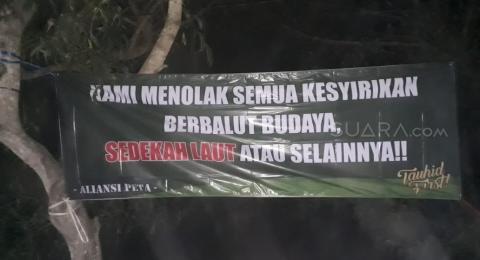 KAMI MENOLAK SEMUA KESYIRIKAN
BERBALUT BUDAYA,
SEDEKAH LAUT ATAU SELAINNYA!!
- ALIANSI PETA -
Tauhid
First!
SUARA.com